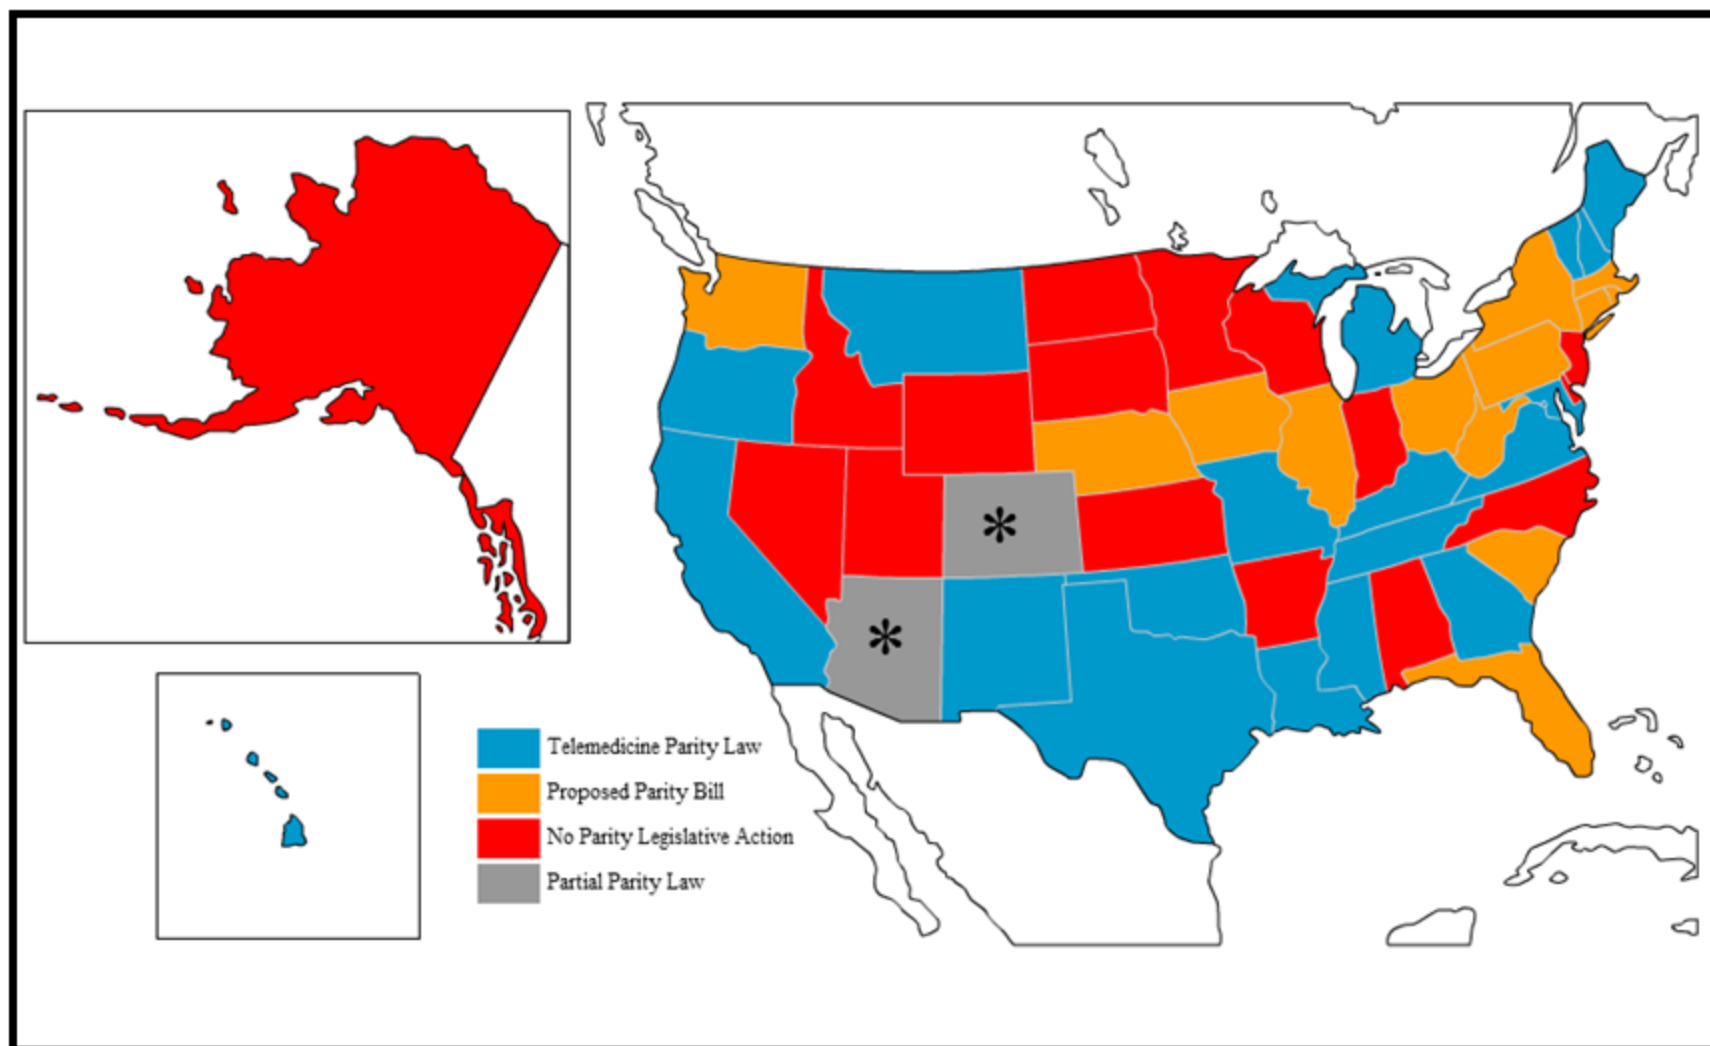 *
*
Telemedicine Parity Law
Proposed Parity Bill
No Parity Legislative Action
Partial Parity Law